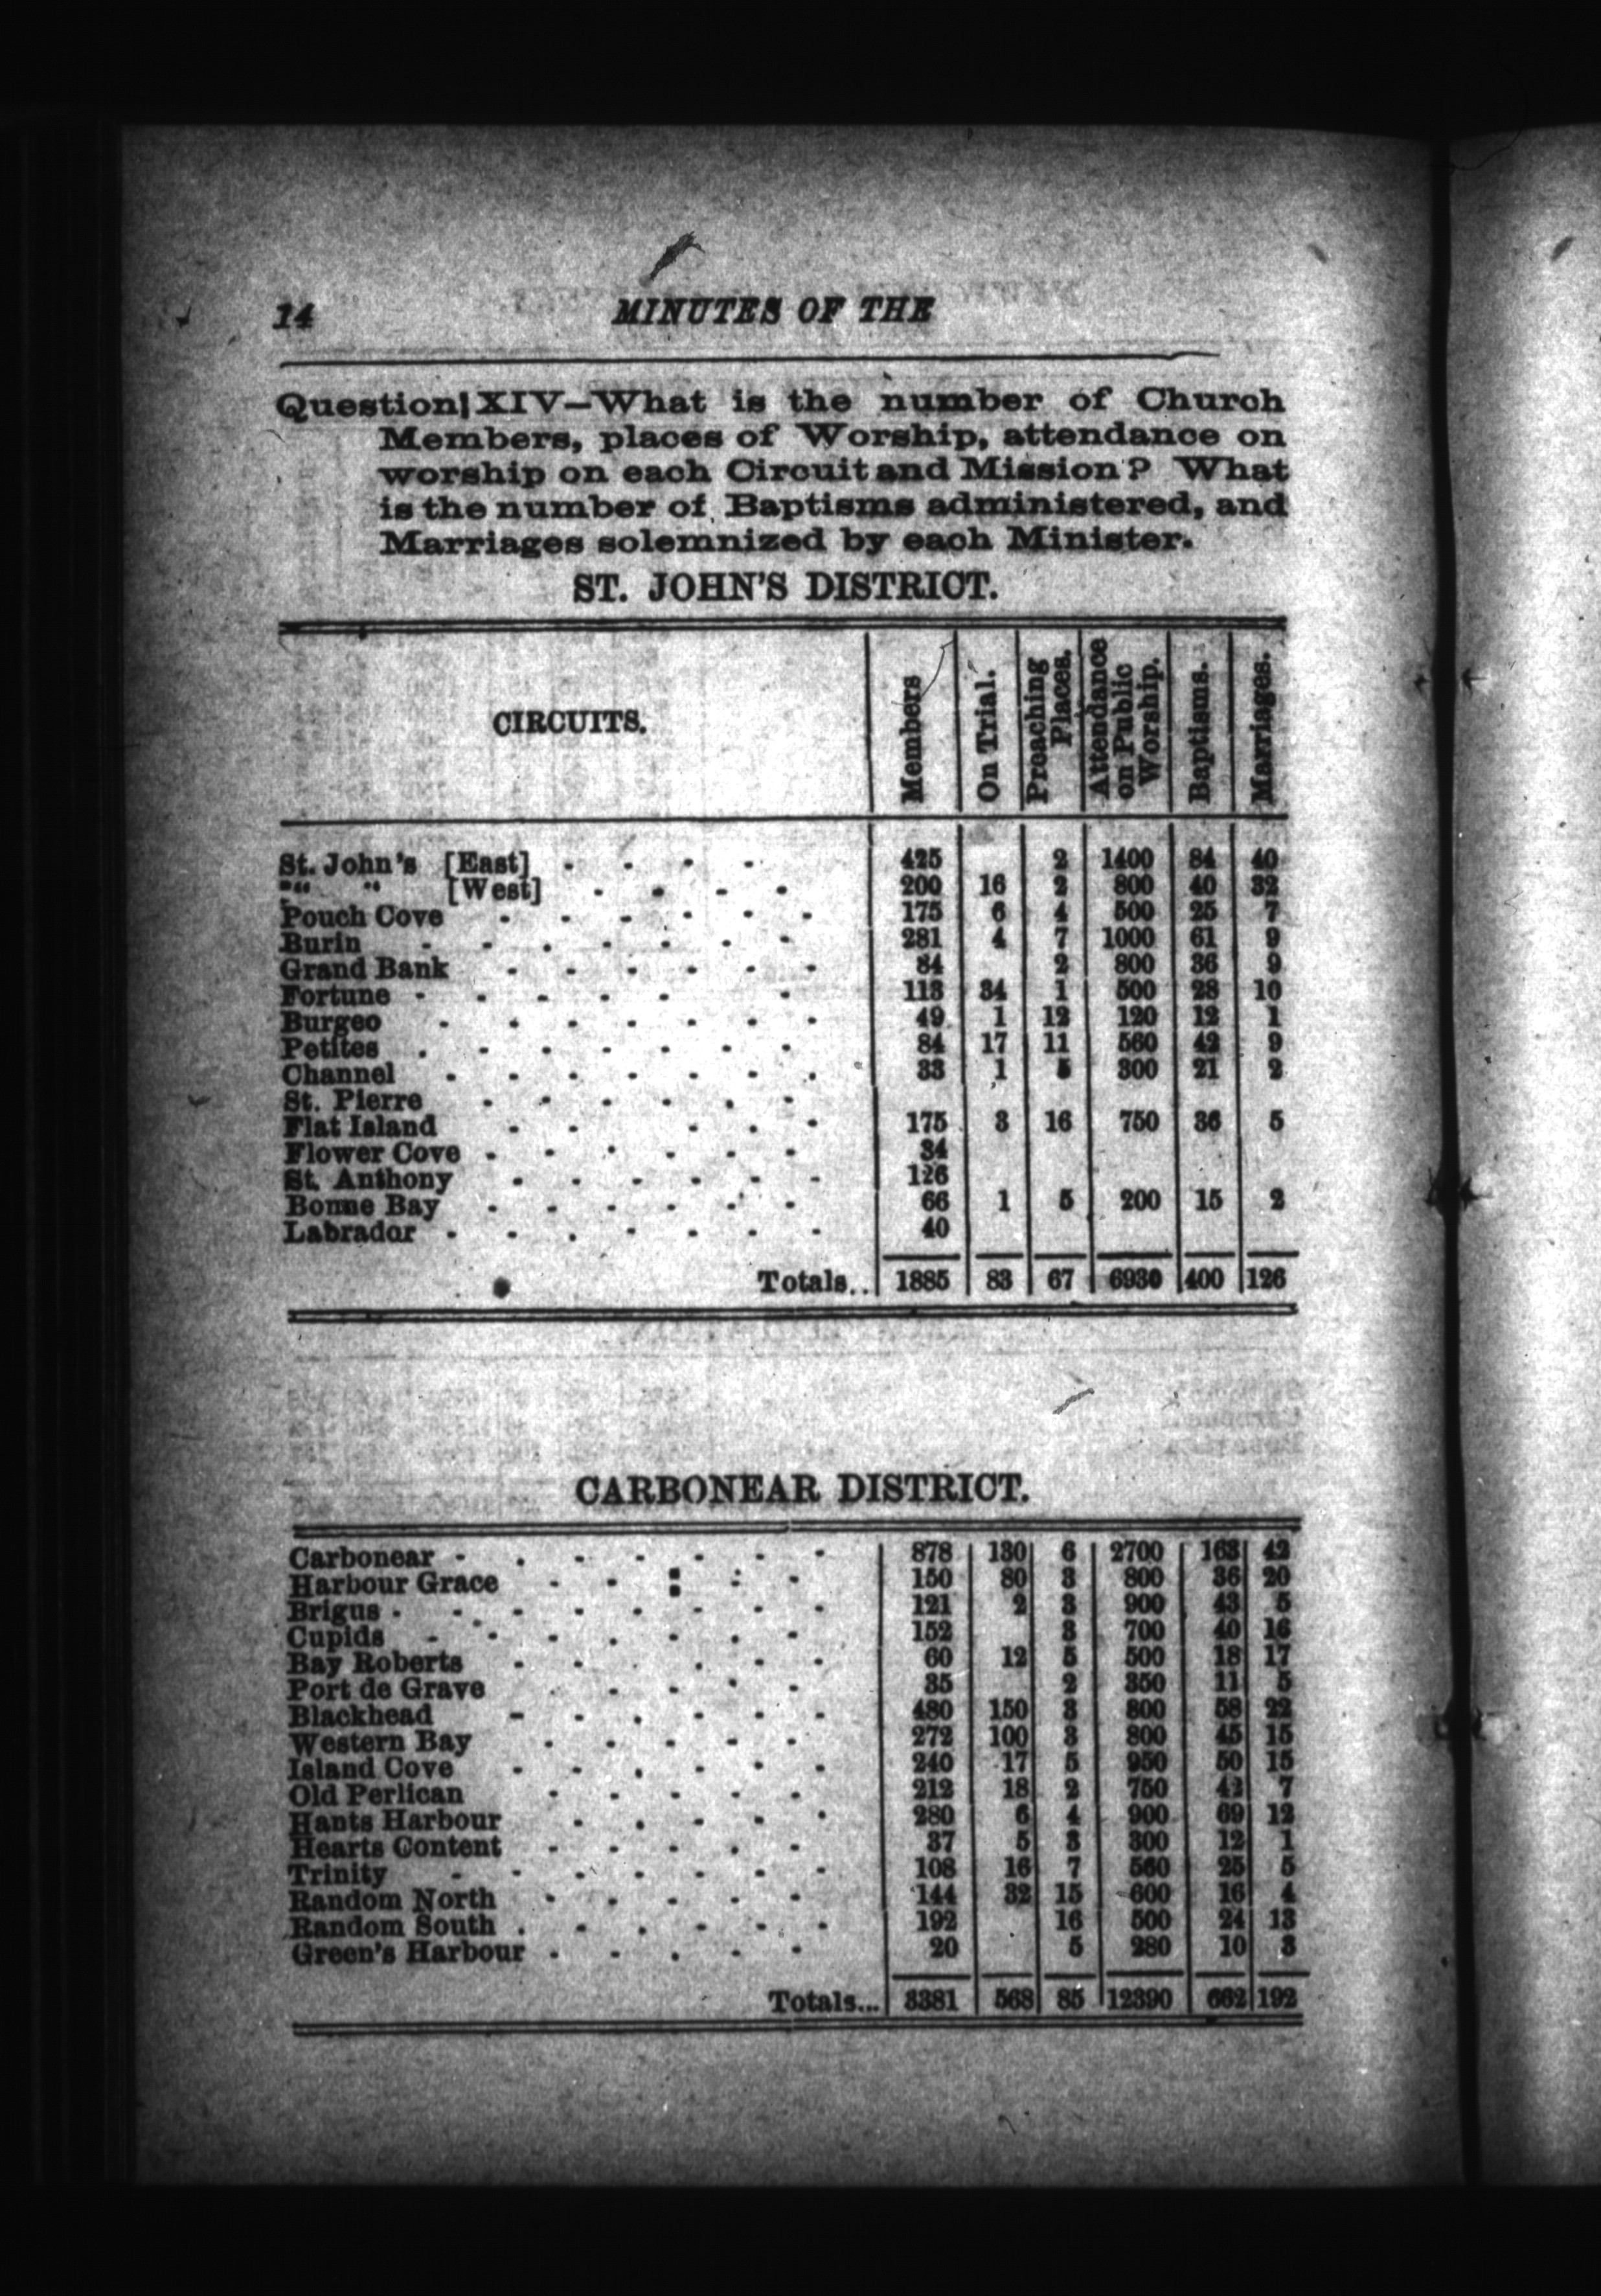 14 MINUTES OF THE
Question XIV—What is the number of Church
Members, places of Worship, attendance on
worship on each Circuit and Mission? What
is the number of Baptisms administered, and
Marriages solemnized by each Minister.
ST. JOHN'S DISTRICT.
CIRCUITS. Members On Trial. Preaching Places. Attendance on Public Worship. Baptisms. Marriages.
St. John's [East] - - - - 425 2 1400 84 40
"" " [West] - - - - 200 16 2 800 40 32
Pouch Cove - - - - - - 175 6 4 500 25 7
Burin - - - - - - - 281 4 7 1000 61 9
Grand Bank - - - - - - 84 2 800 36 9
Fortune - - - - - - 113 34 1 500 28 10
Burgeo - - - - - - - 49 1 12 120 12 1
Petites - - - - - - - 84 17 11 560 42 9
Channel - - - - - - - 33 1 5 300 21 2
St. Pierre - - - - - -
Flat Island - - - - - 175 3 16 750 36 5
Flower Cove - - - - - - 34
St. Anthony - - - - - - 126
Bonne Bay - - - - - - 66 1 5 200 15 2
Labrador - - - - - - - 40
Totals.. 1885 83 67 6930 400 126
CARBONEAR DISTRICT.
Carbonear - - - - - - - 878 130 6 2700 163 42
Harbour Grace - - : : - 150 80 3 800 36 20
Brigus - - - - - - - - 121 2 3 900 43 5
Cupids - - - - - - - 152 3 700 40 16
Bay Roberts - - - - - - 60 12 5 500 18 17
Port de Grave - - - - 35 2 350 11 5
Blackhead - - - - - - 480 150 3 800 58 22
Western Bay - - - - - 272 100 3 800 45 15
Island Cove - - - - - - 240 17 5 950 50 15
Old Perlican - - - - - 212 18 2 750 42 7
Hants Harbour - - - - - 280 6 4 900 69 12
Hearts Content - - - - - 37 5 3 300 12 1
Trinity - - - - - - - 108 16 7 560 25 5
Random North - - - - - 144 32 15 600 16 4
Random South - - - - - - 192 16 500 24 13
Green's Harbour - - - - - 20 5 280 10 3
Totals... 3381 568 85 12390 662 192